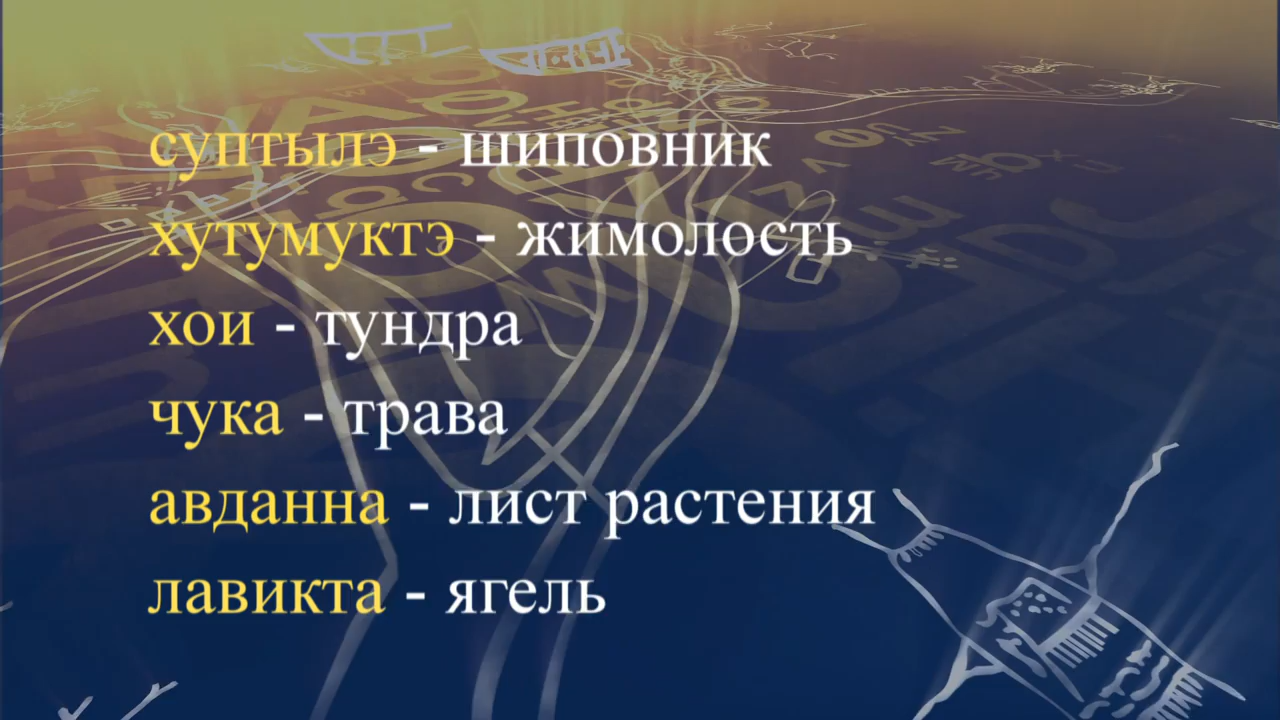 суптылэ - шиповник
хутумуктэ - жимолость
хои - тундра
чука - трава
авданна - лист растения
лавикта - ягель